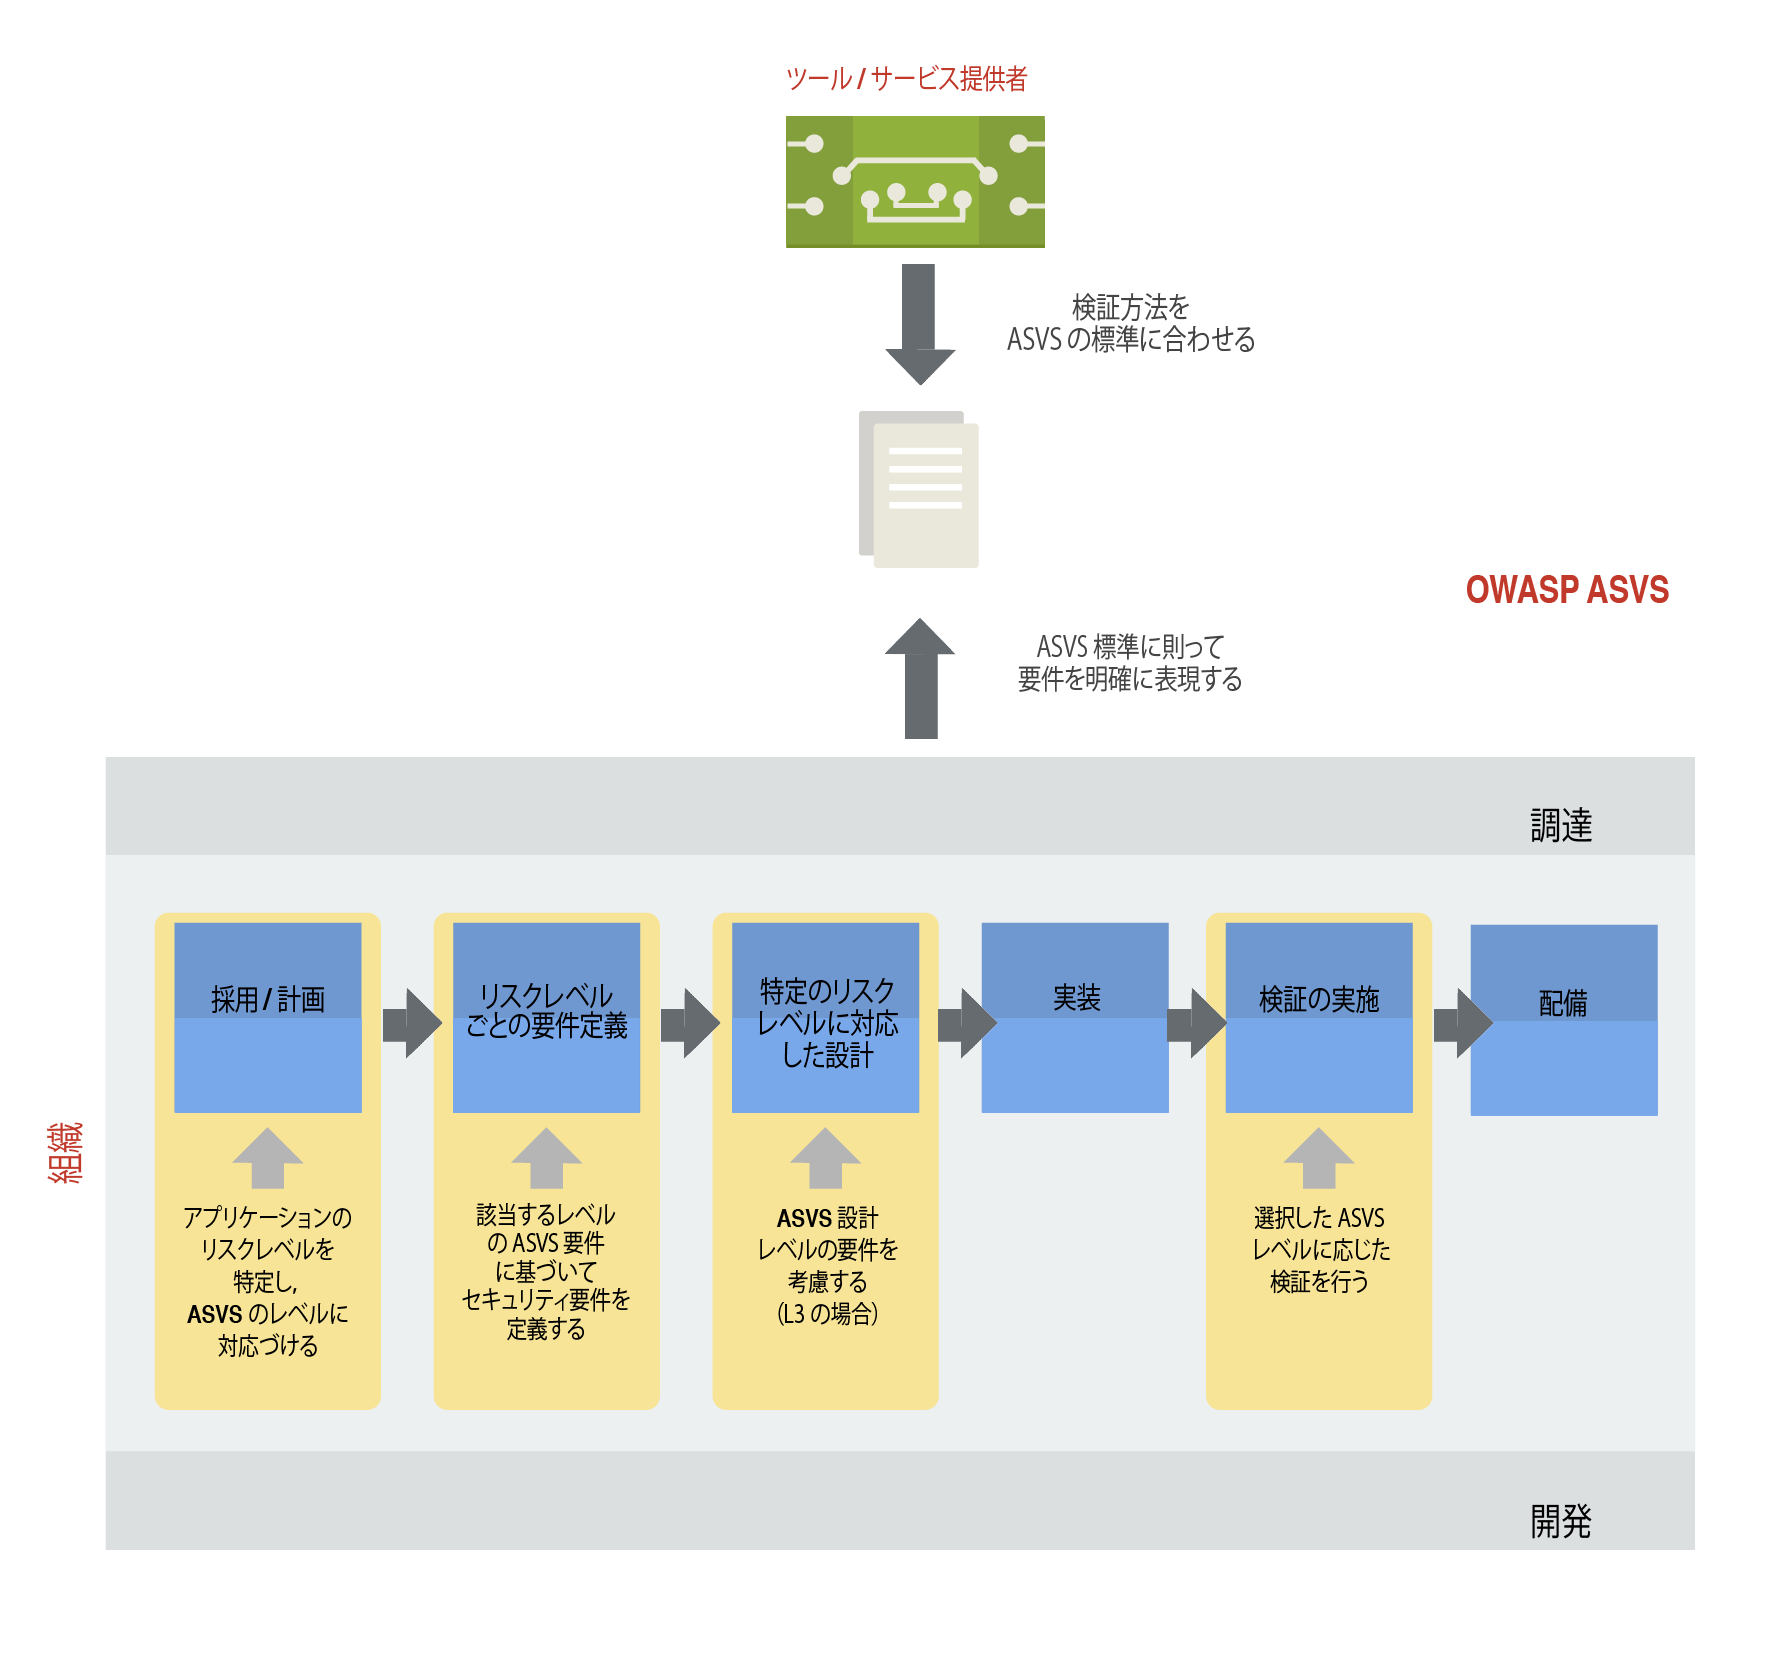 ツール / サービス提供者
検証方法を
ASVS の標準に合わせる
OWASP ASVS
ASVS 標準に則って
要件を明確に表現する
調達
組織
採用 / 計画
リスクレベル
ごとの要件定義
特定のリスク
レベルに対応
した設計
実装
検証の実施
配備
アプリケーションの
リスクレベルを
特定し,
ASVS のレベルに
対応づける
該当するレベル
の ASVS 要件
に基づいて
セキュリティ要件を
定義する
ASVS 設計
レベルの要件を
考慮する
（L3 の場合）
選択した ASVS
レベルに応じた
検証を行う
開発